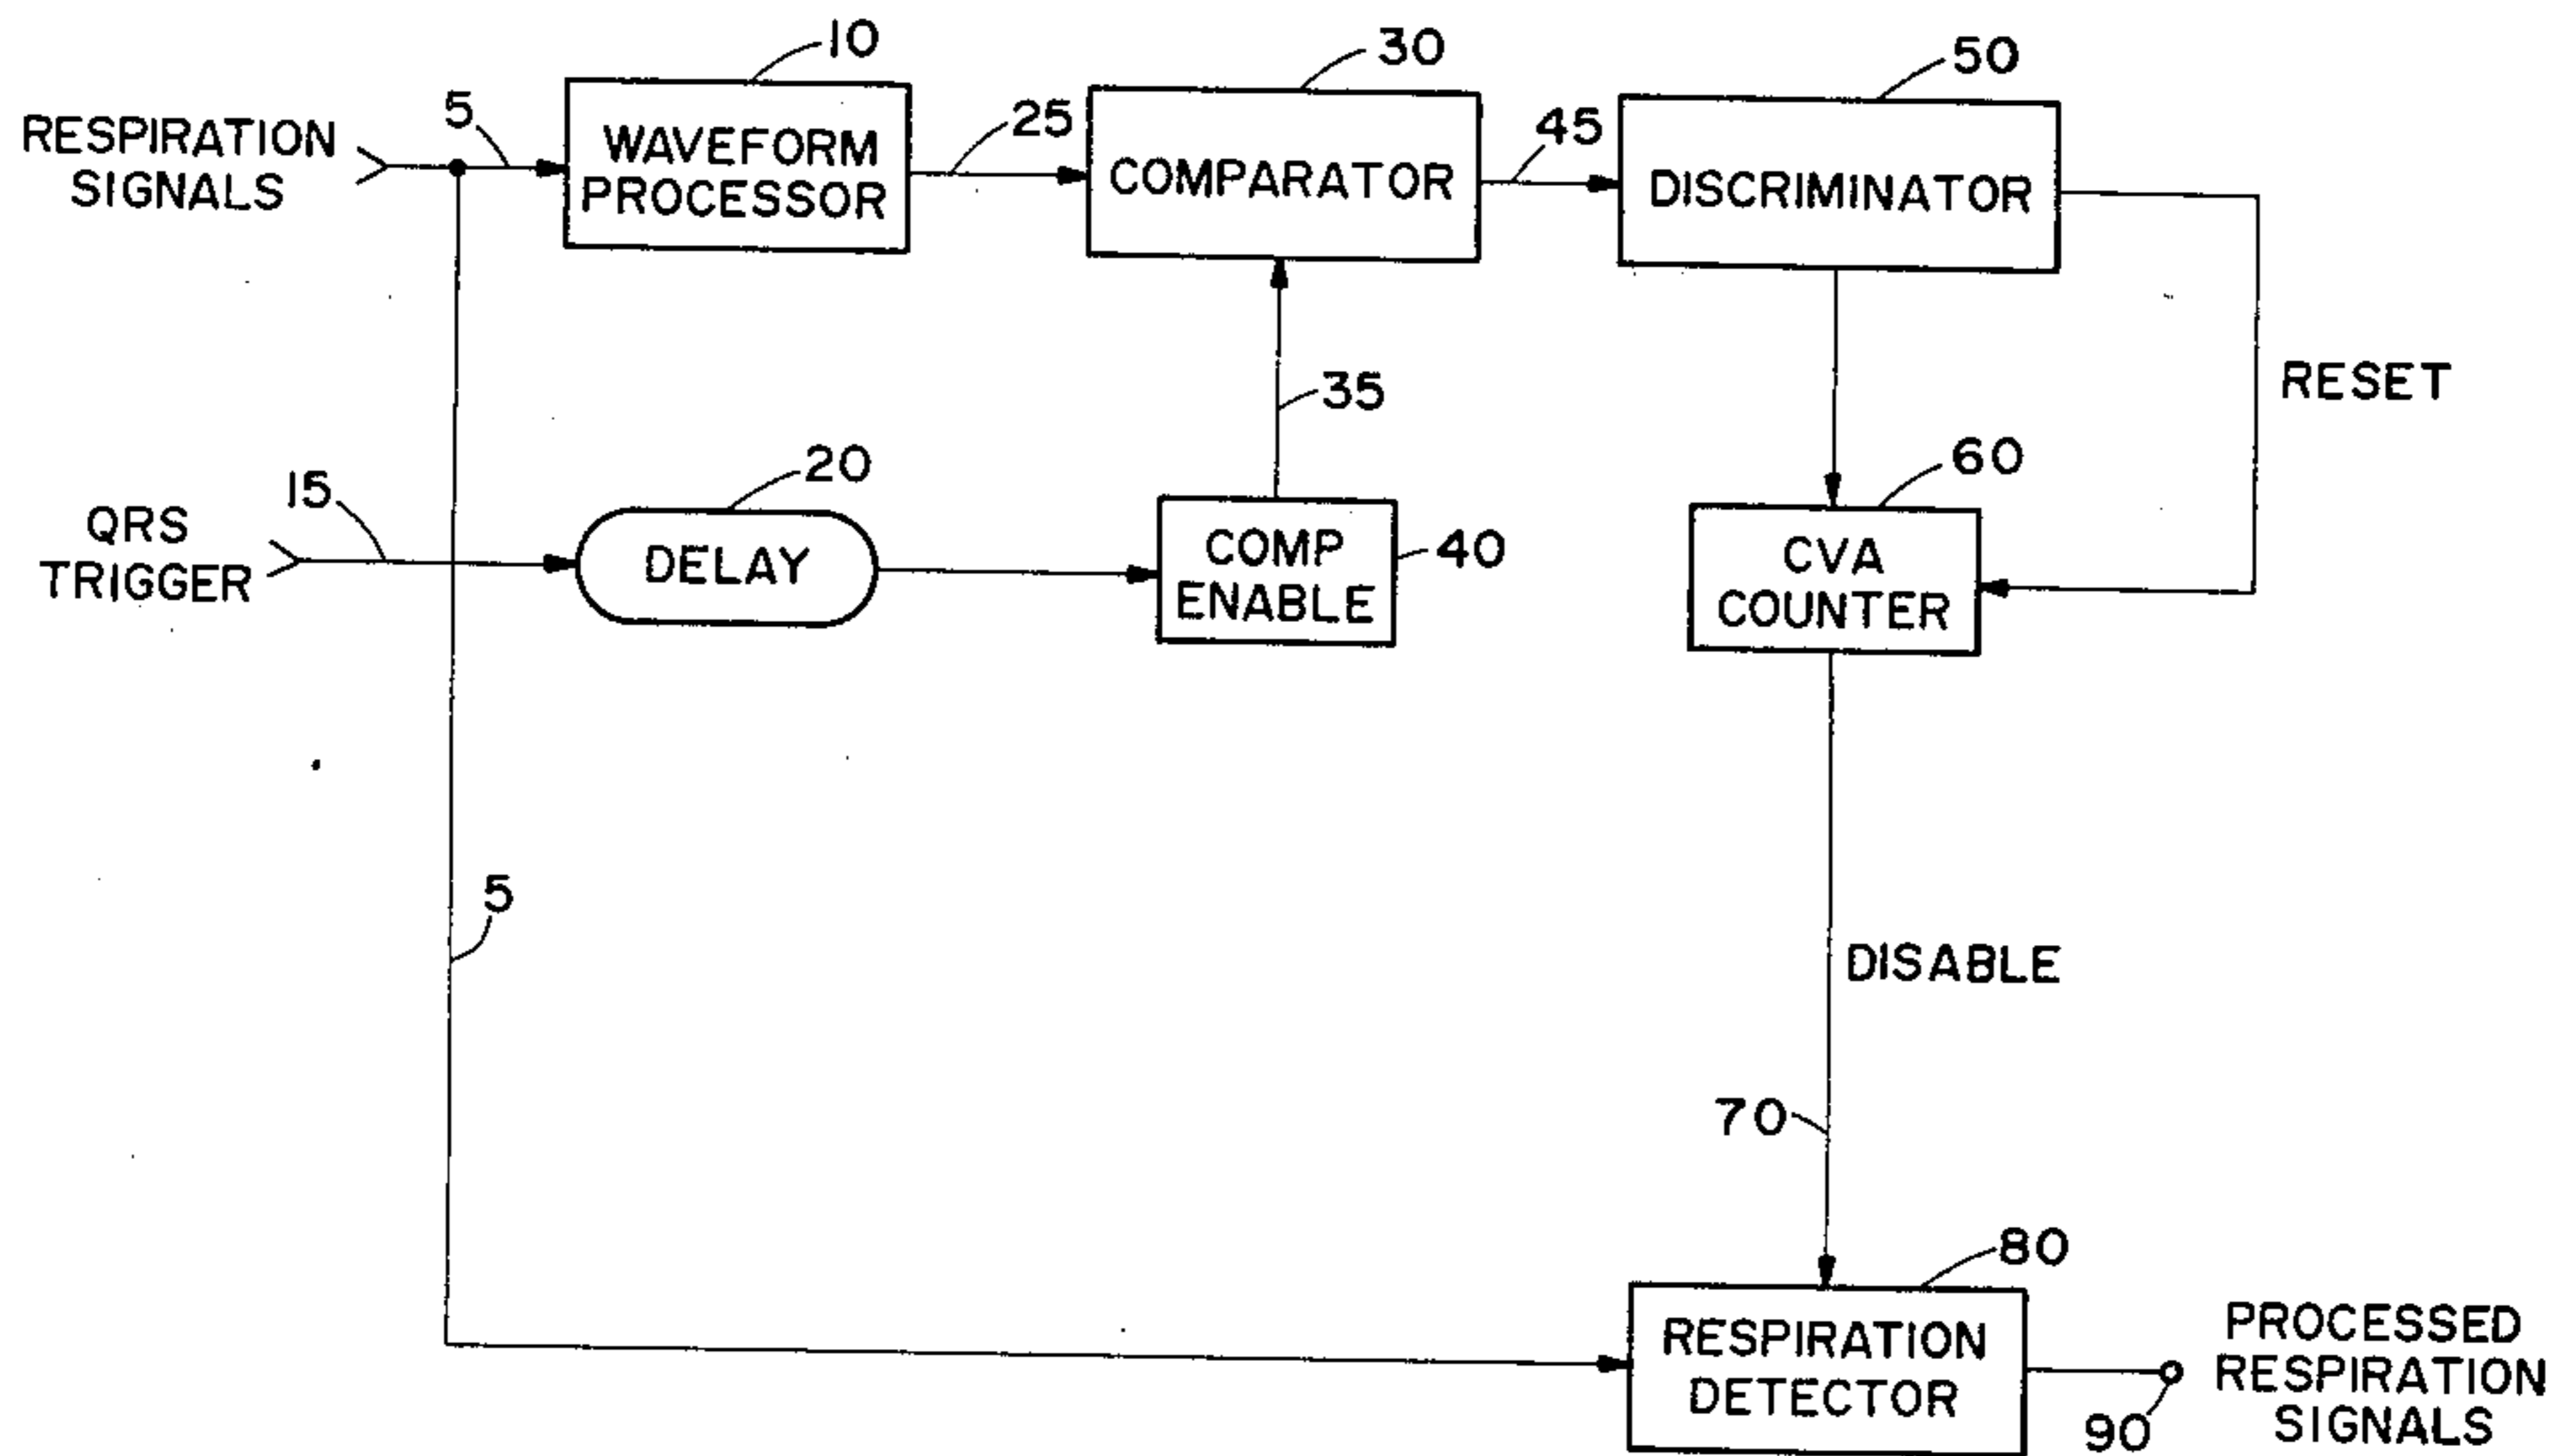 10
30
50
RESPIRATION
SIGNALS
5
WAVEFORM
PROCESSOR
25
COMPARATOR
45
DISCRIMINATOR
35
RESET
QRS
TRIGGER
15
20
DELAY
COMP
ENABLE
40
60
CVA
COUNTER
5
DISABLE
70
80
RESPIRATION
DETECTOR
90
PROCESSED
RESPIRATION
SIGNALS